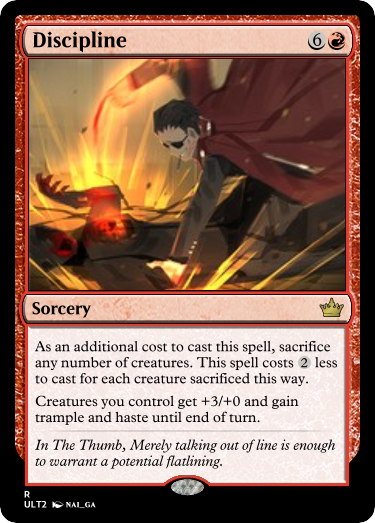 Discipline 6
Sorcery
As an additional cost to cast this spell, sacrifice
any number of creatures. This spell costs 2 less
to cast for each creature sacrificed this way.
Creatures you control get +3/+0 and gain
trample and haste until end of turn.
In The Thumb, Merely talking out of line is enough
to warrant a potential flatlining.
R
ULT2 NAI_GA